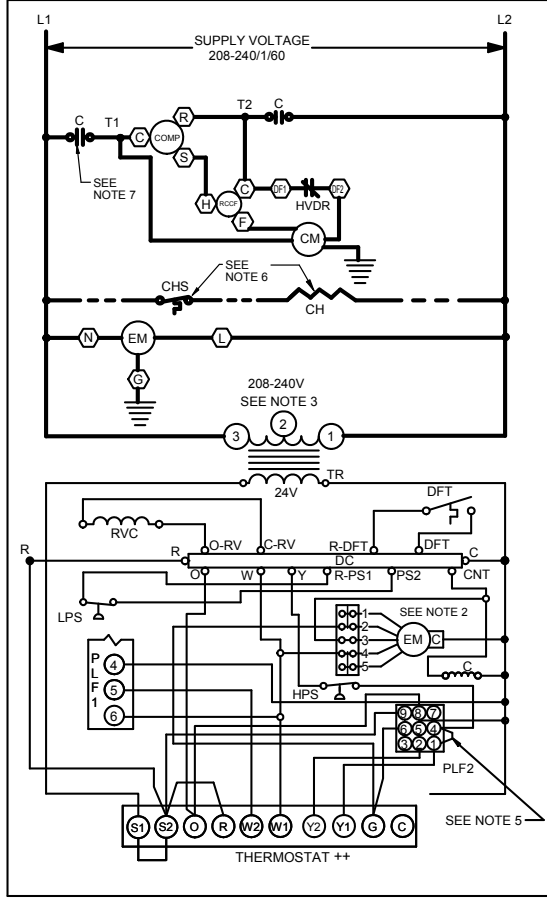 L1
L2
SUPPLY VOLTAGE
208-240/1/60
C
T1
C
COMP
R
S
T2
C
SEE
NOTE 7
H
RCCF
C
F
DF1
HVDR
DF2
CM
CHS
SEE
NOTE 6
CH
N
EM
L
G
208-240V
SEE NOTE 3
3
2
1
24V
TR
DFT
RVC
R
R
O-RV
C-RV
R-DFT
DFT
C
DC
O
W
Y
R-PS1
PS2
CNT
LPS
SEE NOTE 2
1
2
3
4
5
EM
C
C
HPS
P
L
F
1
4
5
6
9
8
7
6
5
4
3
2
1
PLF2
SEE NOTE 5
S1
S2
O
R
W2
W1
Y2
Y1
G
C
THERMOSTAT ++